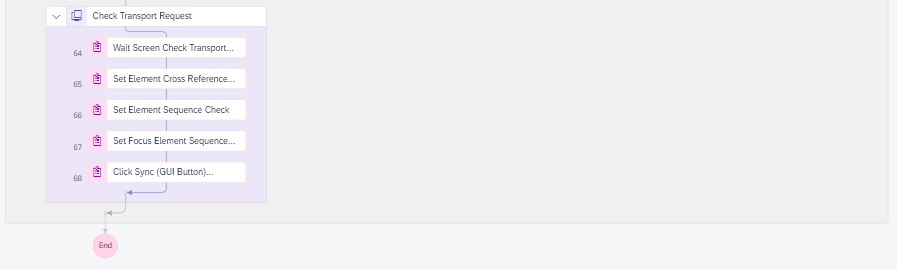 Check Transport Request
64 Wait Screen Check Transport...
65 Set Element Cross Reference...
66 Set Element Sequence Check
67 Set Focus Element Sequence...
68 Click Sync (GUI Button)...
End